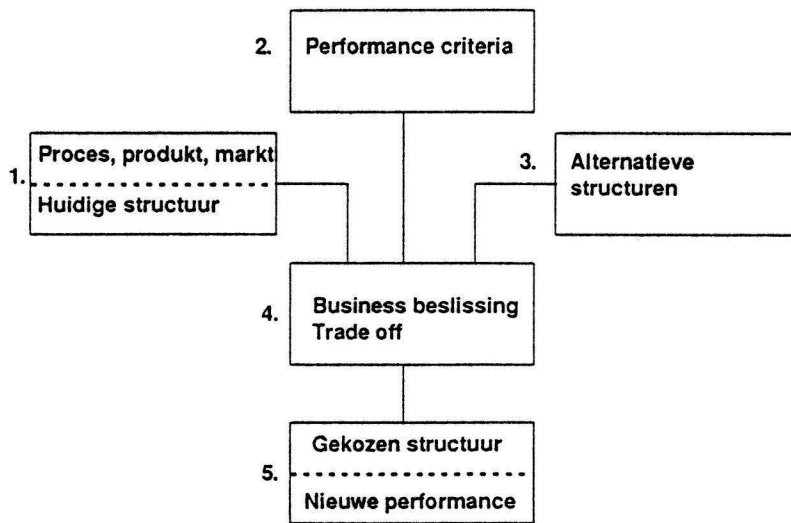 2. Performance criteria
1. Proces, produkt, markt
Huidige structuur
3. Alternatieve
structuren
4. Business beslissing
Trade off
5. Gekozen structuur
Nieuwe performance